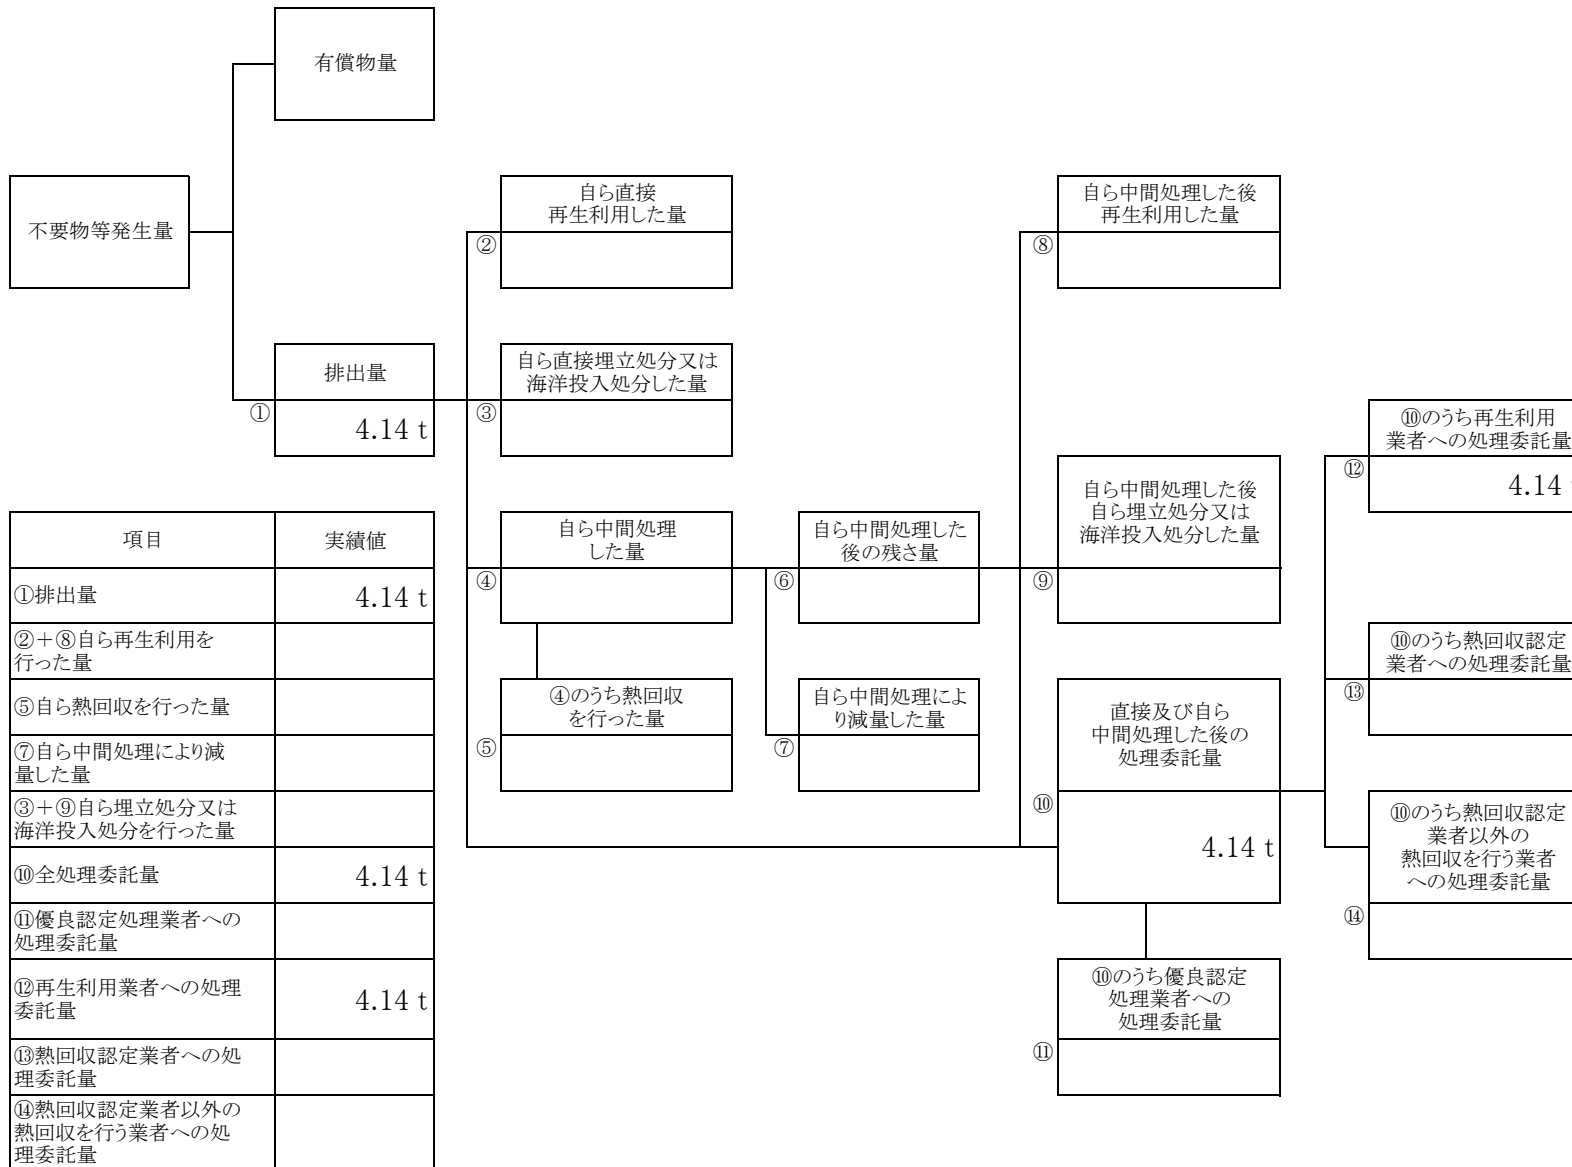 有償物量
不要物等発生量
自ら直接
再生利用した量
②
自ら中間処理した後
再生利用した量
⑧
排出量
①
4.14 t
自ら直接埋立処分又は
海洋投入処分した量
③
⑩のうち再生利用
業者への処理委託量
⑫
4.14
自ら中間処理
した量
④
自ら中間処理した
後の残さ量
⑥
自ら中間処理した後
自ら埋立処分又は
海洋投入処分した量
⑨
⑩のうち熱回収認定
業者への処理委託量
⑬
④のうち熱回収
を行った量
⑤
自ら中間処理によ
り減量した量
⑦
直接及び自ら
中間処理した後の
処理委託量
⑩
4.14 t
⑩のうち熱回収認定
業者以外の
熱回収を行う業者
への処理委託量
⑭
⑩のうち優良認定
処理業者への
処理委託量
⑪
項目 実績値
①排出量 4.14 t
②＋⑧自ら再生利用を
行った量
⑤自ら熱回収を行った量
⑦自ら中間処理により減
量した量
③＋⑨自ら埋立処分又は
海洋投入処分を行った量
⑩全処理委託量 4.14 t
⑪優良認定処理業者への
処理委託量
⑫再生利用業者への処理
委託量 4.14 t
⑬熱回収認定業者への処
理委託量
⑭熱回収認定業者以外の
熱回収を行う業者への処
理委託量